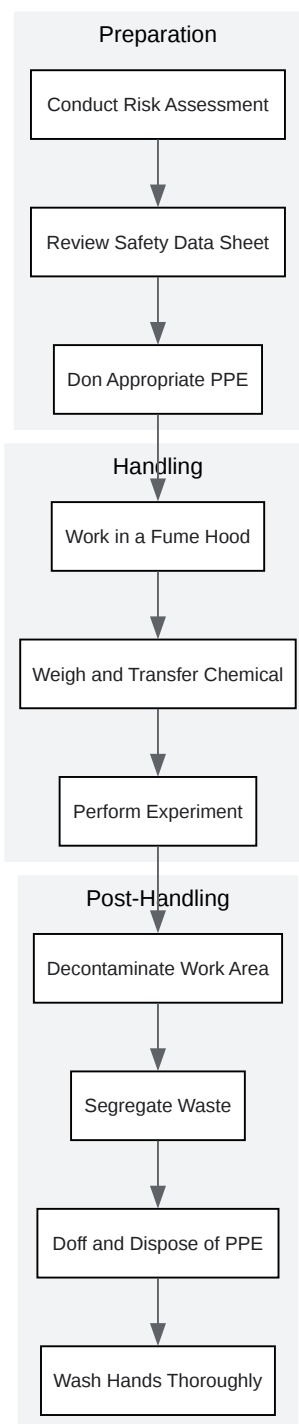 Preparation
Conduct Risk Assessment
Review Safety Data Sheet
Don Appropriate PPE
Handling
Work in a Fume Hood
Weigh and Transfer Chemical
Perform Experiment
Post-Handling
Decontaminate Work Area
Segregate Waste
Doff and Dispose of PPE
Wash Hands Thoroughly